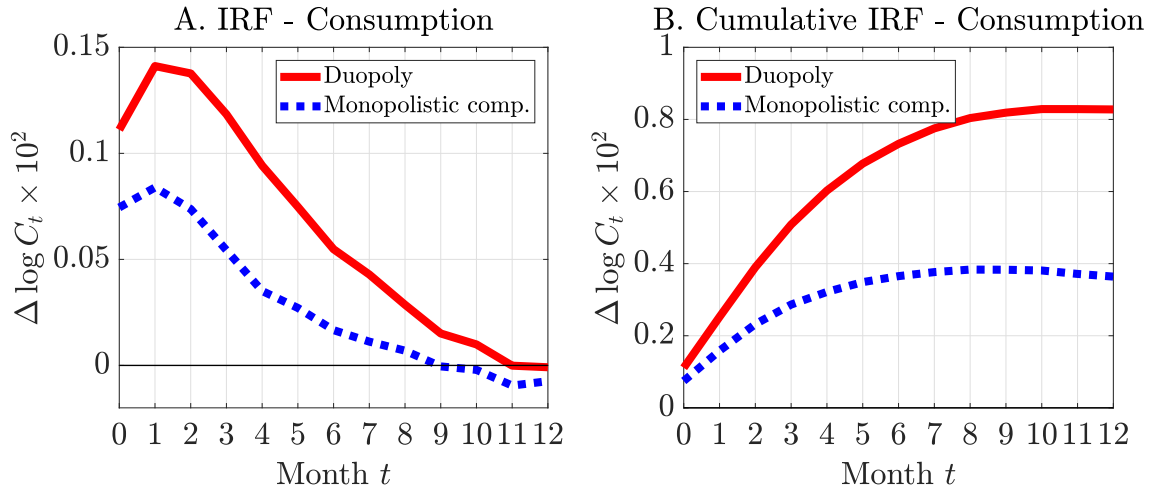 A. IRF - Consumption
0.15
0.1
0.05
0
Δ log C_t × 10^2
Duopoly
Monopolistic comp.
0 1 2 3 4 5 6 7 8 9 10 11 12
Month t
B. Cumulative IRF - Consumption
1
0.8
0.6
0.4
0.2
0
Δ log C_t × 10^2
Duopoly
Monopolistic comp.
0 1 2 3 4 5 6 7 8 9 10 11 12
Month t